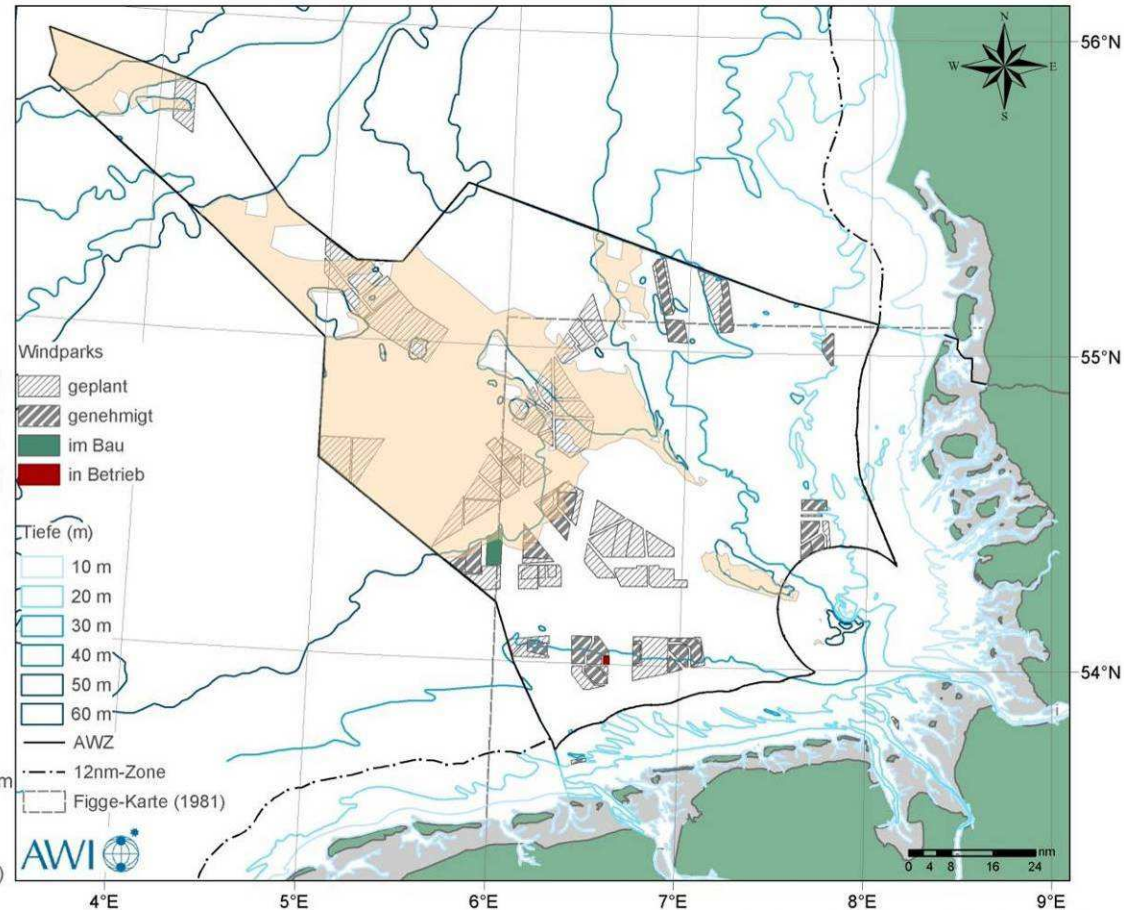 N
W
E
S
56°N
55°N
54°N
Windparks
geplant
genehmigt
im Bau
in Betrieb
Tiefe (m)
10 m
20 m
30 m
40 m
50 m
60 m
AWZ
12nm-Zone
Figge-Karte (1981)
AWI
m
)
nm
0 4 8 16 24
4°E 5°E 6°E 7°E 8°E 9°E